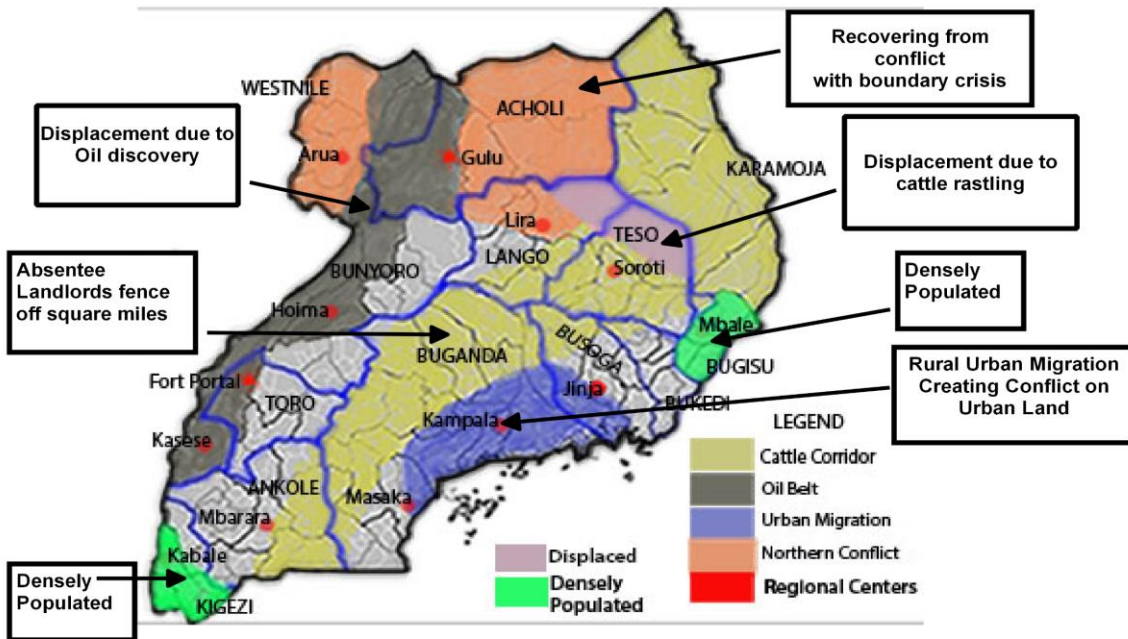 Recovering from
conflict
with boundary crisis
WESTNILE
ACHOLI
Displacement due to
Oil discovery
Arua
Gulu
KARAMOJA
Displacement due to
cattle rastling
Lira
TESO
LANGO
Soroti
BUNYORO
Absentee
Landlords fence
off square miles
Hoima
Densely
Populated
Mbale
BUGISU
BUGANDA
BUSOGA
Rural Urban Migration
Creating Conflict on
Urban Land
Fort Portal
TORO
Jinja
BUKEDI
Kampala
Kasese
ANKOLE
Masaka
Mbarara
Kabale
KIGEZI
Densely
Populated
LEGEND
Cattle Corridor
Oil Belt
Urban Migration
Northern Conflict
Regional Centers
Displaced
Densely
Populated